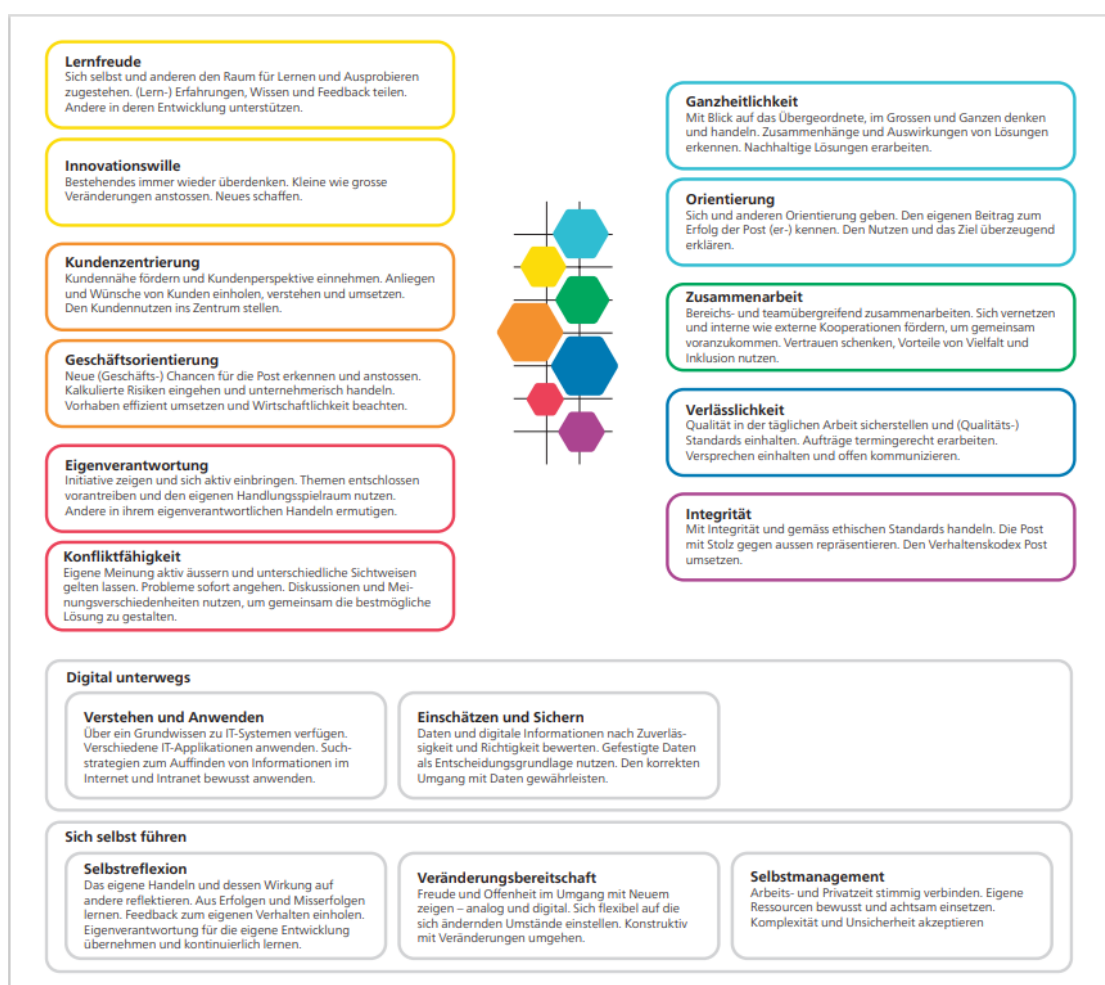 Lernfreude
Sich selbst und anderen den Raum für Lernen und Ausprobieren
zugestehen. (Lern-) Erfahrungen, Wissen und Feedback teilen.
Andere in deren Entwicklung unterstützen.
Innovationswille
Bestehendes immer wieder überdenken. Kleine wie grosse
Veränderungen anstossen. Neues schaffen.
Kundenzentrierung
Kundennähe fördern und Kundenperspektive einnehmen. Anliegen
und Wünsche von Kunden einholen, verstehen und umsetzen.
Den Kundennutzen ins Zentrum stellen.
Geschäftsorientierung
Neue (Geschäfts-) Chancen für die Post erkennen und anstossen.
Kalkulierte Risiken eingehen und unternehmerisch handeln.
Vorhaben effizient umsetzen und Wirtschaftlichkeit beachten.
Eigenverantwortung
Initiative zeigen und sich aktiv einbringen. Themen entschlossen
vorantreiben und den eigenen Handlungsspielraum nutzen.
Andere in ihrem eigenverantwortlichen Handeln ermutigen.
Konfliktfähigkeit
Eigene Meinung aktiv äussern und unterschiedliche Sichtweisen
gelten lassen. Probleme sofort angehen. Diskussionen und Mei-
nungsverschiedenheiten nutzen, um gemeinsam die bestmögliche
Lösung zu gestalten.
Ganzheitlichkeit
Mit Blick auf das Übergeordnete, im Grossen und Ganzen denken
und handeln. Zusammenhänge und Auswirkungen von Lösungen
erkennen. Nachhaltige Lösungen erarbeiten.
Orientierung
Sich und anderen Orientierung geben. Den eigenen Beitrag zum
Erfolg der Post (er-) kennen. Den Nutzen und das Ziel überzeugend
erklären.
Zusammenarbeit
Bereichs- und teamübergreifend zusammenarbeiten. Sich vernetzen
und interne wie externe Kooperationen fördern, um gemeinsam
voranzukommen. Vertrauen schenken, Vorteile von Vielfalt und
Inklusion nutzen.
Verlässlichkeit
Qualität in der täglichen Arbeit sicherstellen und (Qualitäts-)
Standards einhalten. Aufträge termingerecht erarbeiten.
Versprechen einhalten und offen kommunizieren.
Integrität
Mit Integrität und gemäss ethischen Standards handeln. Die Post
mit Stolz gegen aussen repräsentieren. Den Verhaltenskodex Post
umsetzen.
Digital unterwegs
Verstehen und Anwenden
Über ein Grundwissen zu IT-Systemen verfügen.
Verschiedene IT-Applikationen anwenden. Such-
strategien zum Auffinden von Informationen im
Internet und Intranet bewusst anwenden.
Einschätzen und Sichern
Daten und digitale Informationen nach Zuverläs-
sigkeit und Richtigkeit bewerten. Gefestigte Daten
als Entscheidungsgrundlage nutzen. Den korrekten
Umgang mit Daten gewährleisten.
Sich selbst führen
Selbstreflexion
Das eigene Handeln und dessen Wirkung auf
andere reflektieren. Aus Erfolgen und Misserfolgen
lernen. Feedback zum eigenen Verhalten einholen.
Eigenverantwortung für die eigene Entwicklung
übernehmen und kontinuierlich lernen.
Veränderungsbereitschaft
Freude und Offenheit im Umgang mit Neuem
zeigen – analog und digital. Sich flexibel auf die
sich ändernden Umstände einstellen. Konstruktiv
mit Veränderungen umgehen.
Selbstmanagement
Arbeits- und Privatzeit stimmig verbinden. Eigene
Ressourcen bewusst und achtsam einsetzen.
Komplexität und Unsicherheit akzeptieren